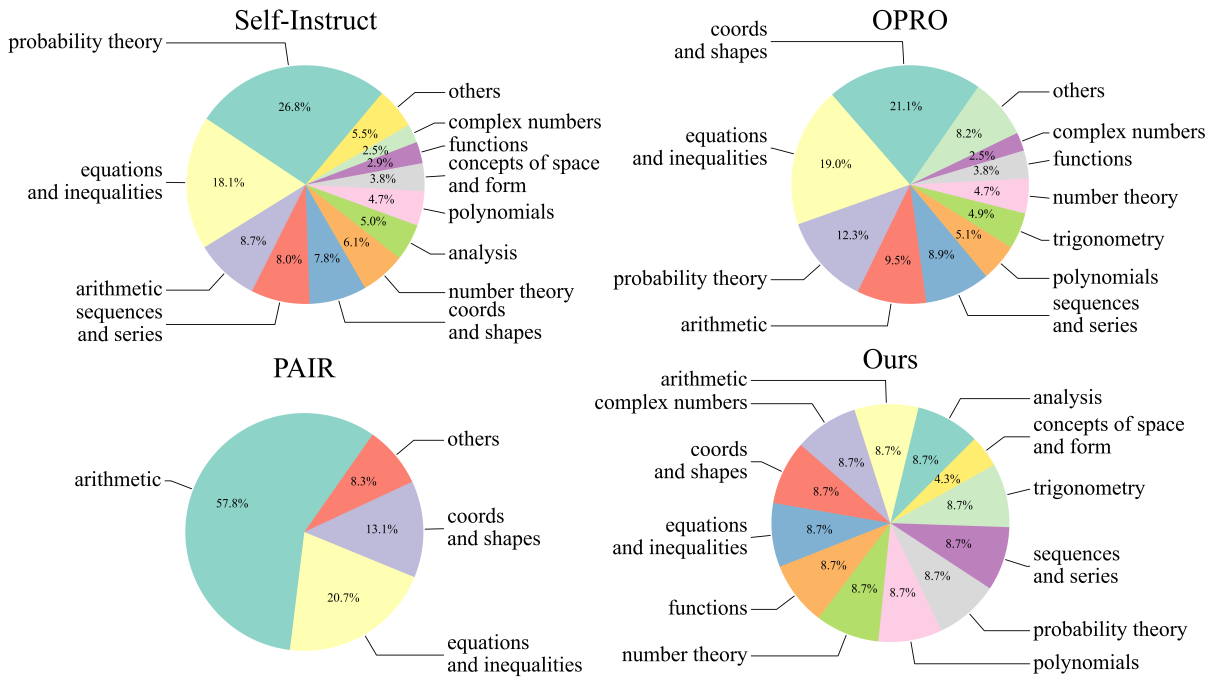 Self-Instruct
probability theory
26.8%
others
5.5%
complex numbers
2.5%
functions
2.9%
concepts of space
and form
3.8%
polynomials
4.7%
analysis
5.0%
number theory
6.1%
coords
and shapes
7.8%
sequences
and series
8.0%
arithmetic
8.7%
equations
and inequalities
18.1%
OPRO
coords
and shapes
21.1%
others
8.2%
complex numbers
2.5%
functions
3.8%
number theory
4.7%
trigonometry
4.9%
polynomials
5.1%
sequences
and series
8.9%
arithmetic
9.5%
probability theory
12.3%
equations
and inequalities
19.0%
PAIR
arithmetic
57.8%
others
8.3%
coords
and shapes
13.1%
equations
and inequalities
20.7%
Ours
arithmetic
8.7%
analysis
8.7%
concepts of space
and form
4.3%
trigonometry
8.7%
sequences
and series
8.7%
probability theory
8.7%
polynomials
8.7%
number theory
8.7%
functions
8.7%
equations
and inequalities
8.7%
coords
and shapes
8.7%
complex numbers
8.7%